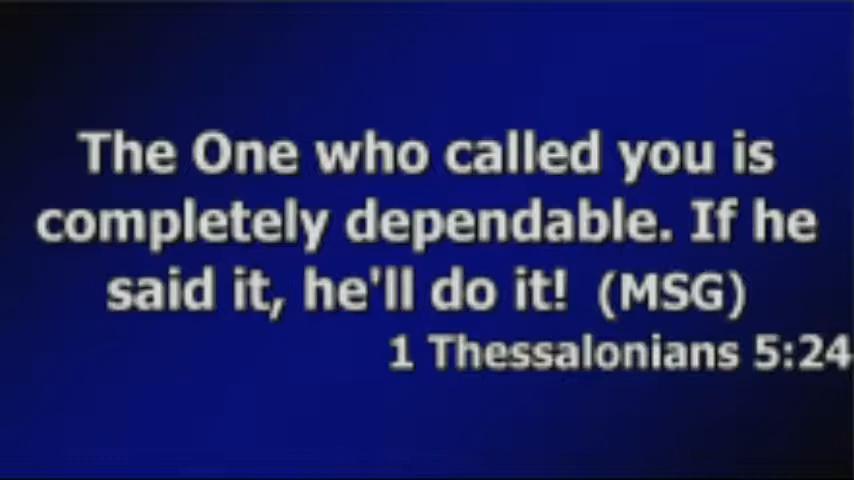 The One who called you is
completely dependable. If he
said it, he'll do it! (MSG)
1 Thessalonians 5:24